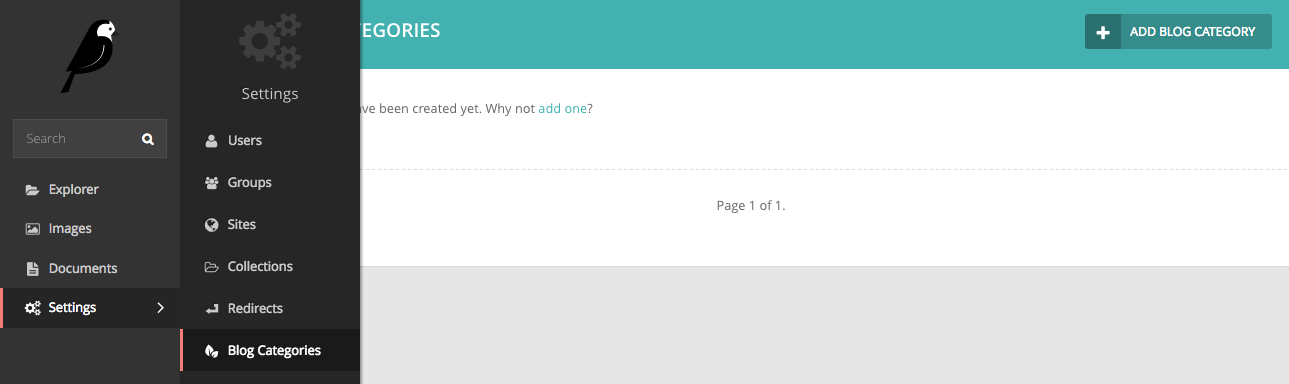 Search
Explorer
Images
Documents
Settings
Settings
Users
Groups
Sites
Collections
Redirects
Blog Categories
EGORIES
ADD BLOG CATEGORY
ve been created yet. Why not add one?
Page 1 of 1.